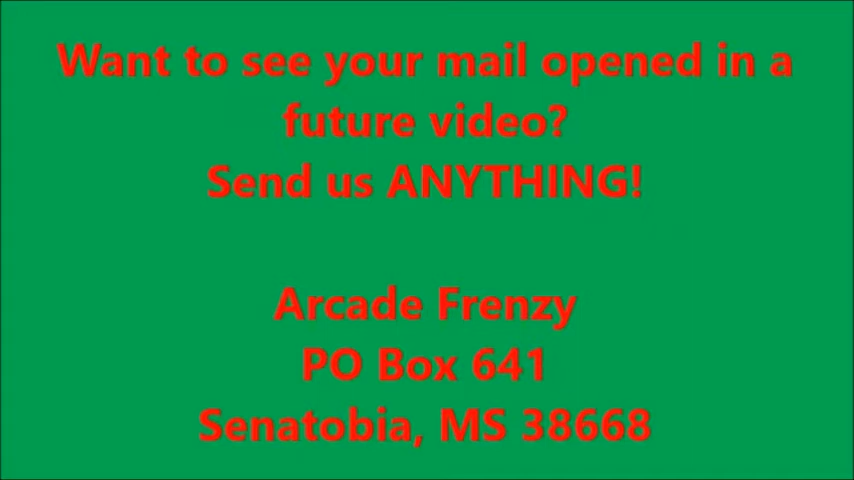 Want to see your mail opened in a
future video?
Send us ANYTHING!
Arcade Frenzy
PO Box 641
Senatobia, MS 38668